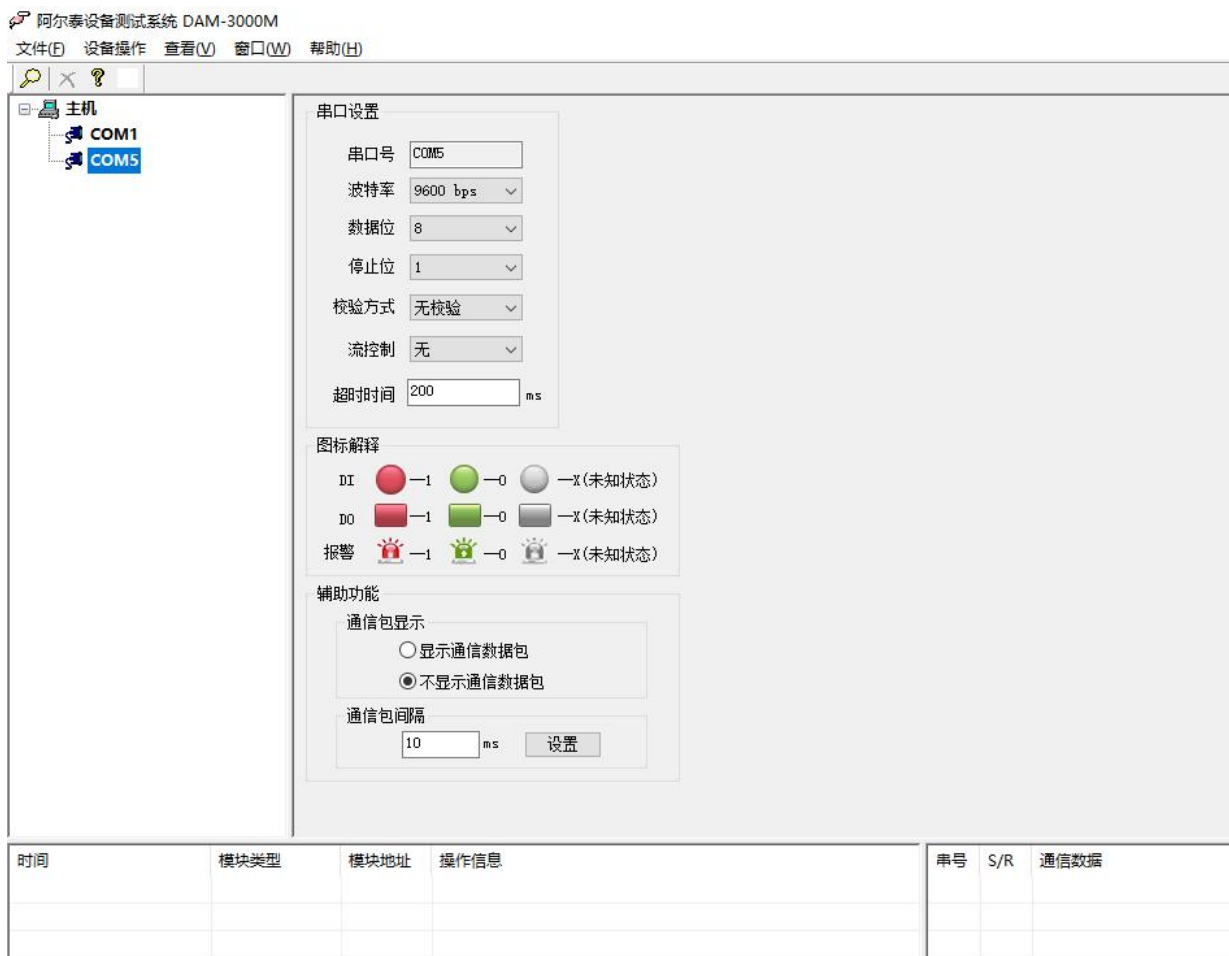 阿尔泰设备测试系统 DAM-3000M
文件(F) 设备操作 查看(V) 窗口(W) 帮助(H)
主机
COM1
COM5
串口设置
串口号 COM5
波特率 9600 bps
数据位 8
停止位 1
校验方式 无校验
流控制 无
超时时间 200 ms
图标解释
DI —1 —0 —X(未知状态)
DO —1 —0 —X(未知状态)
报警 —1 —0 —X(未知状态)
辅助功能
通信包显示
显示通信数据包
不显示通信数据包
通信包间隔
10 ms 设置
时间 模块类型 模块地址 操作信息 串号 S/R 通信数据